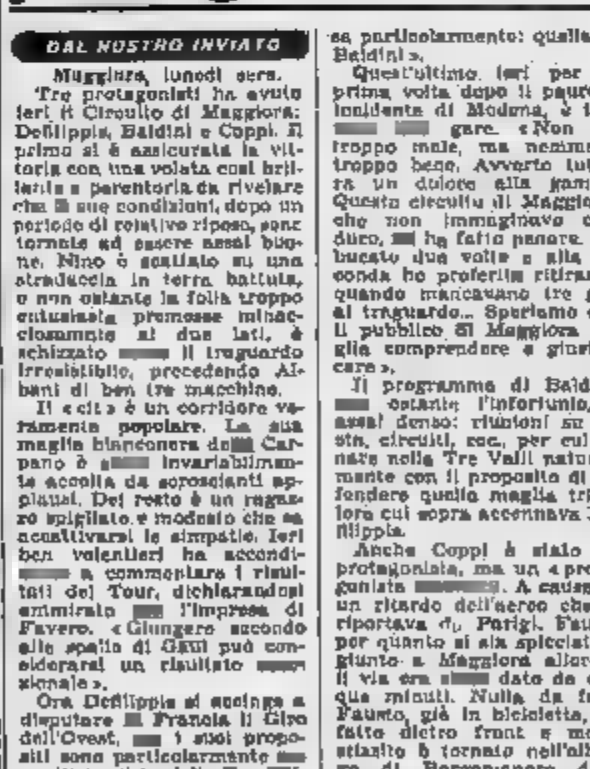 DAL NOSTRO INVIATO
Maggiora, lunedì sera.
Tre protagonisti ha avuto
ieri il Circuito di Maggiora:
Defilippis, Baldini e Coppi. Il
primo si è assicurata la vit-
toria con una volata così bril-
lante e perentoria da rivelare
che le sue condizioni, dopo un
periodo di relativo riposo, sono
tornate ad essere assai buo-
ne. Nino è scattato su una
straduccia in terra battuta,
e non ostante la folla troppo
entusiasta premesse minac-
ciosamente ai due lati, è
schizzato il traguardo
irresistibile, precedendo Al-
bani di ben tre macchine.
Il «cit» è un corridore ve-
ramente popolare. La sua
maglia bianconera della Car-
pano è invariabilmen-
te accolta da scroscianti ap-
plausi. Del resto è un ragaz-
zo spigliato e modesto che sa
accattivarsi le simpatie. Ieri
ben volentieri ha accondi-
a commentare i risul-
tati del Tour, dichiarandosi
ammirato l'impresa di
Favero. «Giungere secondo
alle spalle di Gaul può con-
siderarsi un risultato
zionale».
Ora Defilippis si accinge a
disputare in Francia il Giro
dell'Ovest, i suoi propo-
siti sono particolarmente
sa particolarmente: quella
Baldini».
Quest'ultimo, ieri per
prima volta dopo il pauro
incidente di Modena, è
gare. «Non
troppo male, ma nemme
troppo bene. Avverto tut
ra un dolore alla gam
Questo circuito di Maggio
che non immaginavo
duro, mi ha fatto penare.
bucato due volte e alla
conda ho preferito ritirar
quando mancavano tre
al traguardo... Speriamo
il pubblico di Maggiora
glia comprendere e giusti
care».
Il programma di Bald
ostante l'infortunio,
assai denso: riunioni su
sta, circuiti, ecc., per cul
nare nella Tre Valli
mente con il proposito di
fendere quella maglia tri
lore cui sopra accennava
filippis.
Anche Coppi è stato
protagonista, ma un «pro
gonista. A causa
un ritardo dell'aereo che
riportava da Parigi, Fau
per quanto si sia spicciat
giunto a Maggiora allor
il via era dato da
que minuti. Nulla da f
Fausto, già in bicicletta,
fatto dietro front e
è tornato nell'al